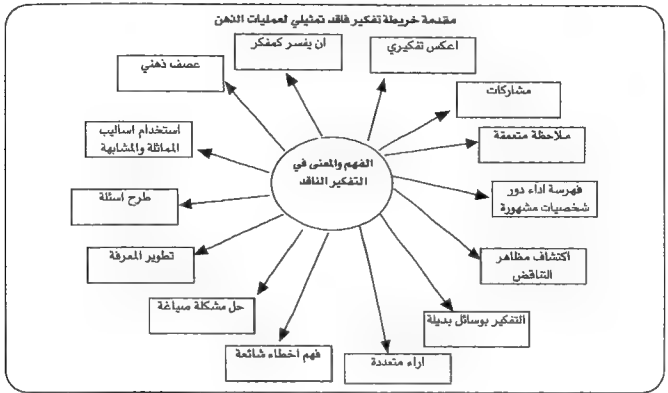 مقدمة خريطة تفكير فاقد تمثيلي لعمليات الذهن
اعكس تفكيري
ان يفسر كمفكر
عصف ذهني
مشاركات
ملاحظة متعمقة
استخدام اساليب
المماثلة والمشابهة
الفهم والمعنى في
التفكير الناقد
فهرسة اداء دور
شخصيات مشهورة
طرح اسئلة
اكتشاف مظاهر
التناقض
تطوير المعرفة
التفكير بوسائل بديلة
حل مشكلة صياغة
اراء متعددة
فهم اخطاء شائعة